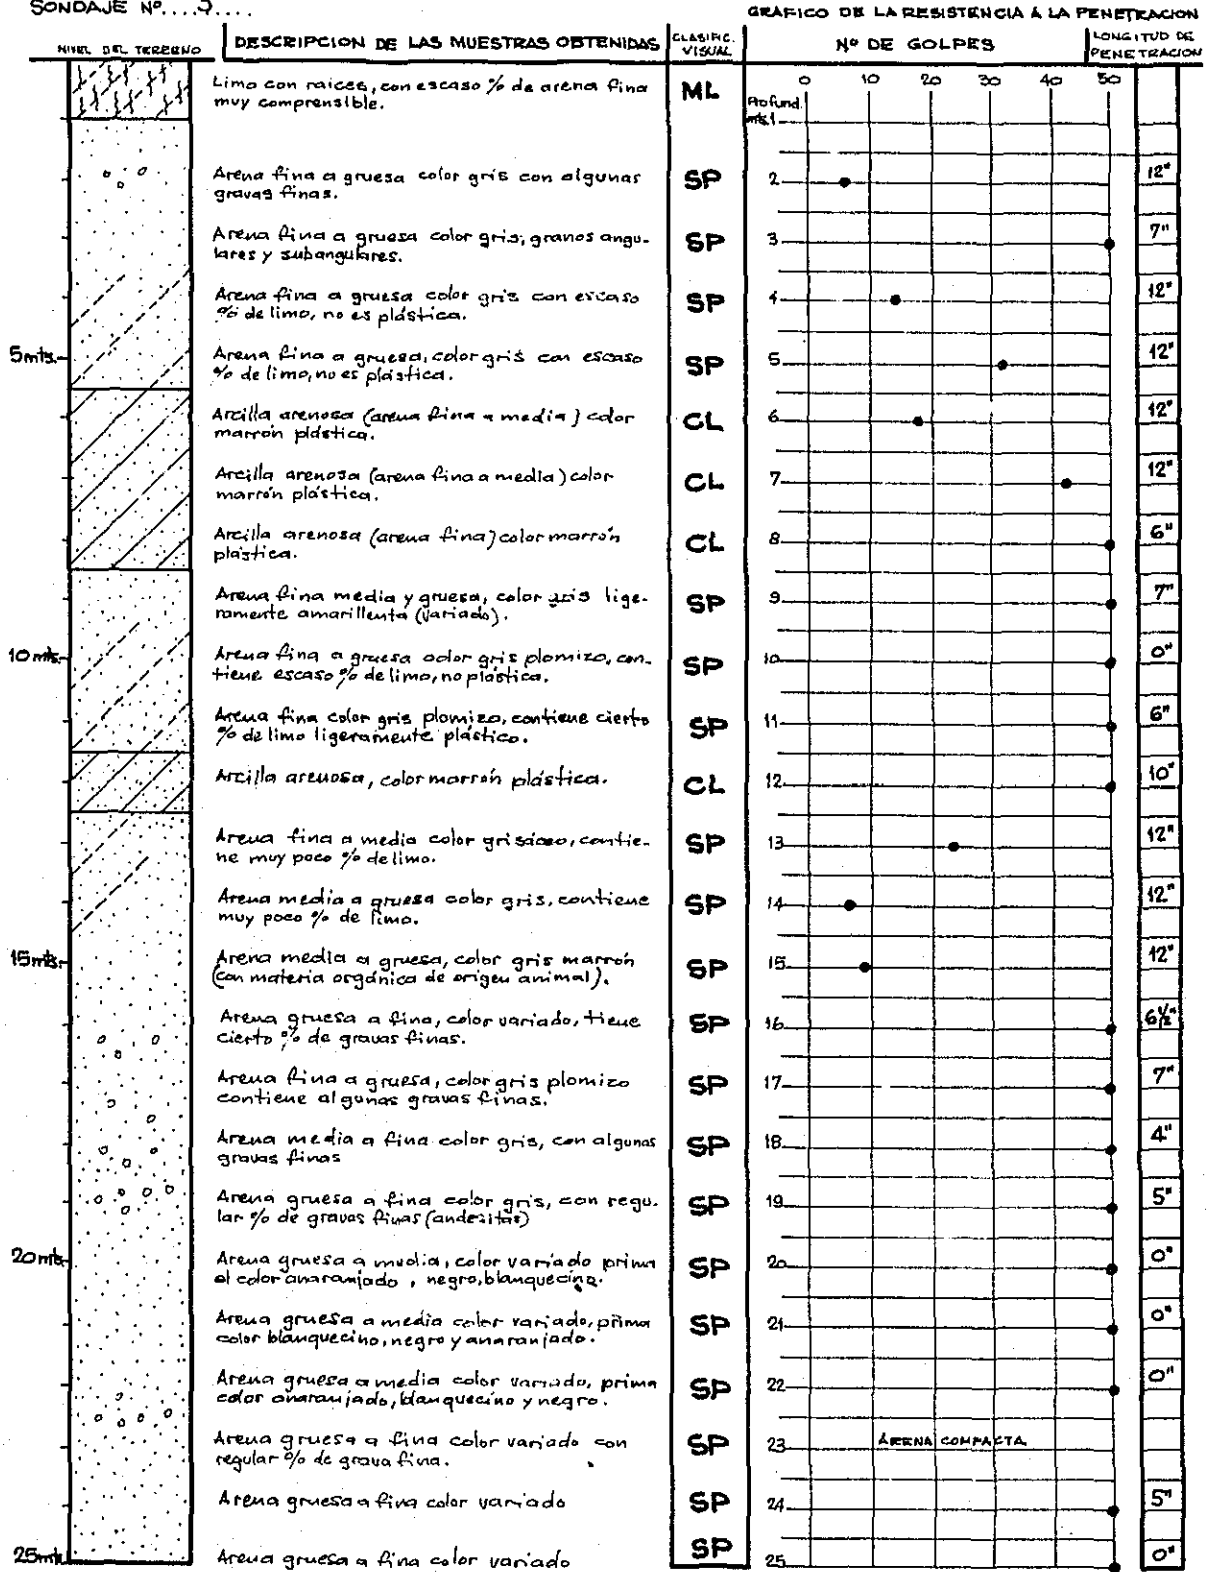 SONDAJE Nº....7....
GRAFICO DE LA RESISTENCIA A LA PENETRACION
NIVEL DEL TERRENO
DESCRIPCION DE LAS MUESTRAS OBTENIDAS
CLASIFIC. VISUAL
Nº DE GOLPES
LONGITUD DE PENETRACION
0 10 20 30 40 50
Profund. mts.1
Limo con raices, con escaso % de arena fina
muy comprensible.
ML
Arena fina a gruesa color gris con algunas
gravas finas.
SP 2 12"
Arena fina a gruesa color gris, granos angu-
lares y subangulares.
SP 3 7"
Arena fina a gruesa color gris con escaso
% de limo, no es plástica.
SP 4 12"
5mts.
Arena fina a gruesa, color gris con escaso
% de limo, no es plástica.
SP 5 12"
Arcilla arenosa (arena fina a media) color
marrón plástica.
CL 6 12"
Arcilla arenosa (arena fina a media) color
marrón plástica.
CL 7 12"
Arcilla arenosa (arena fina) color marrón
plástica.
CL 8 6"
Arena fina media y gruesa, color gris lige-
ramente amarillenta (variado).
SP 9 7"
10mts.
Arena fina a gruesa color gris plomizo, con-
tiene escaso % de limo, no plástica.
SP 10 0"
Arena fina color gris plomizo, contiene cierto
% de limo ligeramente plástico.
SP 11 6"
Arcilla arenosa, color marrón plástica.
CL 12 10"
Arena fina a media color grisáceo, contie-
ne muy poco % de limo.
SP 13 12"
Arena media a gruesa color gris, contiene
muy poco % de limo.
SP 14 12"
15mts.
Arena media a gruesa, color gris marrón
(con materia orgánica de origen animal).
SP 15 12"
Arena gruesa a fina, color variado, tiene
cierto % de gravas finas.
SP 16 6½"
Arena fina a gruesa, color gris plomizo
contiene algunas gravas finas.
SP 17 7"
Arena media a fina color gris, con algunas
gravas finas
SP 18 4"
Arena gruesa a fina color gris, con regu-
lar % de gravas finas (andesitas)
SP 19 5"
20mts.
Arena gruesa a media, color variado prima
el color anaranjado, negro, blanquecino.
SP 20 0"
Arena gruesa a media color variado, prima
color blanquecino, negro y anaranjado.
SP 21 0"
Arena gruesa a media color variado, prima
color anaranjado, blanquecino y negro.
SP 22 0"
Arena gruesa a fina color variado con
regular % de grava fina.
SP 23 ARENA COMPACTA
Arena gruesa a fina color variado
SP 24 5"
25mts.
Arena gruesa a fina color variado
SP 25 0"